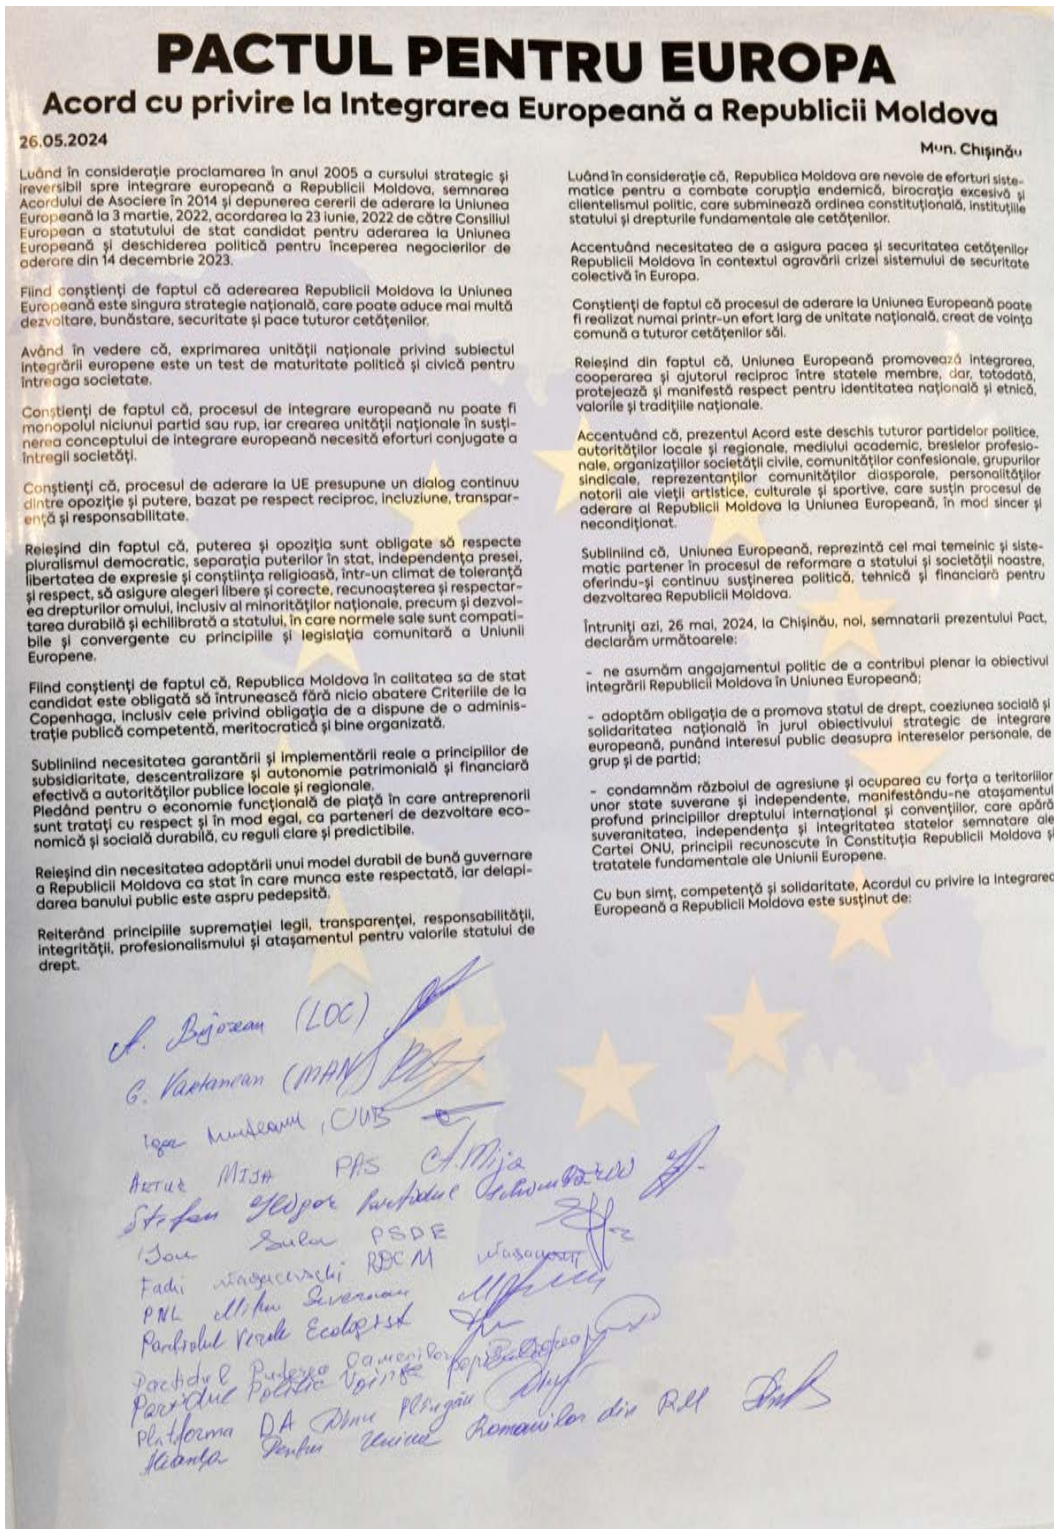 PACTUL PENTRU EUROPA
Acord cu privire la Integrarea Europeană a Republicii Moldova
26.05.2024
Mun. Chișinău
Luând în considerație proclamarea în anul 2005 a cursului strategic și
ireversibil spre integrare europeană a Republicii Moldova, semnarea
Acordului de Asociere în 2014 și depunerea cererii de aderare la Uniunea
Europeană la 3 martie, 2022, acordarea la 23 iunie, 2022 de către Consiliul
European a statutului de stat candidat pentru aderarea la Uniunea
Europeană și deschiderea politică pentru începerea negocierilor de
aderare din 14 decembrie 2023.
Fiind conștienți de faptul că aderearea Republicii Moldova la Uniunea
Europeană este singura strategie națională, care poate aduce mai multă
dezvoltare, bunăstare, securitate și pace tuturor cetățenilor.
Având în vedere că, exprimarea unității naționale privind subiectul
integrării europene este un test de maturitate politică și civică pentru
întreaga societate.
Conștienți de faptul că, procesul de integrare europeană nu poate fi
monopolul niciunui partid sau rup, iar crearea unității naționale în susți-
nerea conceptului de integrare europeană necesită eforturi conjugate a
întregii societăți.
Conștienți că, procesul de aderare la UE presupune un dialog continuu
dintre opoziție și putere, bazat pe respect reciproc, incluziune, transpar-
ență și responsabilitate.
Reieșind din faptul că, puterea și opoziția sunt obligate să respecte
pluralismul democratic, separația puterilor în stat, independența presei,
libertatea de expresie și conștiința religioasă, într-un climat de toleranță
și respect, să asigure alegeri libere și corecte, recunoașterea și respectar-
ea drepturilor omului, inclusiv al minorităților naționale, precum și dezvol-
tarea durabilă și echilibrată a statului, în care normele sale sunt compati-
bile și convergente cu principiile și legislația comunitară a Uniunii
Europene.
Fiind conștienți de faptul că, Republica Moldova în calitatea sa de stat
candidat este obligată să întrunească fără nicio abatere Criteriile de la
Copenhaga, inclusiv cele privind obligația de a dispune de o adminis-
trație publică competentă, meritocratică și bine organizată.
Subliniind necesitatea garantării și implementării reale a principiilor de
subsidiaritate, descentralizare și autonomie patrimonială și financiară
efectivă a autorităților publice locale și regionale.
Pledând pentru o economie funcțională de piață în care antreprenorii
sunt tratați cu respect și în mod egal, ca parteneri de dezvoltare eco-
nomică și socială durabilă, cu reguli clare și predictibile.
Reieșind din necesitatea adoptării unui model durabil de bună guvernare
a Republicii Moldova ca stat în care munca este respectată, iar delapi-
darea banului public este aspru pedepsită.
Reiterând principiile supremației legii, transparenței, responsabilității,
integrității, profesionalismului și atașamentul pentru valorile statului de
drept.
Luând în considerație că, Republica Moldova are nevoie de eforturi siste-
matice pentru a combate corupția endemică, birocrația excesivă și
clientelismul politic, care subminează ordinea constituțională, instituțiile
statului și drepturile fundamentale ale cetățenilor.
Accentuând necesitatea de a asigura pacea și securitatea cetățenilor
Republicii Moldova în contextul agravării crizei sistemului de securitate
colectivă în Europa.
Conștienți de faptul că procesul de aderare la Uniunea Europeană poate
fi realizat numai printr-un efort larg de unitate națională, creat de voința
comună a tuturor cetățenilor săi.
Reieșind din faptul că, Uniunea Europeană promovează integrarea,
cooperarea și ajutorul reciproc între statele membre, dar, totodată,
protejează și manifestă respect pentru identitatea națională și etnică,
valorile și tradițiile naționale.
Accentuând că, prezentul Acord este deschis tuturor partidelor politice,
autorităților locale și regionale, mediului academic, breslelor profesio-
nale, organizațiilor societății civile, comunităților confesionale, grupurilor
sindicale, reprezentanților comunităților diasporale, personalităților
notorii ale vieții artistice, culturale și sportive, care susțin procesul de
aderare al Republicii Moldova la Uniunea Europeană, în mod sincer și
necondiționat.
Subliniind că, Uniunea Europeană, reprezintă cel mai temeinic și siste-
matic partener în procesul de reformare a statului și societății noastre,
oferindu-și continuu susținerea politică, tehnică și financiară pentru
dezvoltarea Republicii Moldova.
Întruniți azi, 26 mai, 2024, la Chișinău, noi, semnatarii prezentului Pact,
declarăm următoarele:
- ne asumăm angajamentul politic de a contribui plenar la obiectivul
integrării Republicii Moldova în Uniunea Europeană;
- adoptăm obligația de a promova statul de drept, coeziunea socială și
solidaritatea națională în jurul obiectivului strategic de integrare
europeană, punând interesul public deasupra intereselor personale, de
grup și de partid;
- condamnăm războiul de agresiune și ocuparea cu forța a teritoriilor
unor state suverane și independente, manifestându-ne atașamentul
profund principiilor dreptului internațional și convențiilor, care apără
suveranitatea, independența și integritatea statelor semnatare ale
Cartei ONU, principii recunoscute în Constituția Republicii Moldova și
tratatele fundamentale ale Uniunii Europene.
Cu bun simț, competență și solidaritate, Acordul cu privire la Integrarea
Europeană a Republicii Moldova este susținut de:
A. Bujorean (LOC)
G. Vartanean (MAN)
Igor Munteanu, CUB
Artur MIJA PAS A. Mija
Stefan Gligor Partidul Schimbării
Ion Sula PSDE
RDCM
PNL
Partidul Verde Ecologist
Partidul Puterea Oamenilor
Partidul Politic Voința
Platforma DA Dinu Plîngău
Alianța Pentru Unirea Romanilor din RM